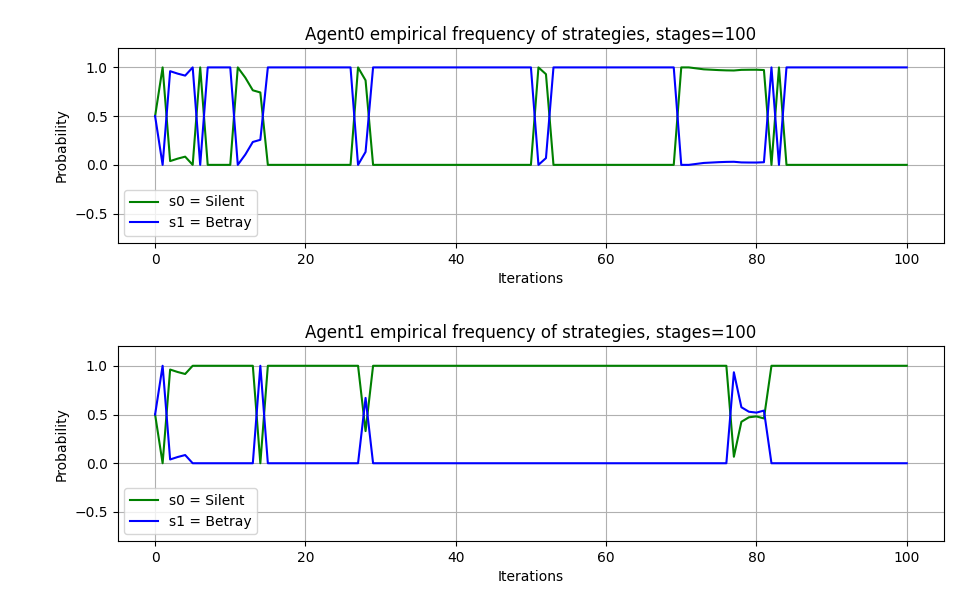 Agent0 empirical frequency of strategies, stages=100
1.0
0.5
0.0
−0.5
Probability
s0 = Silent
s1 = Betray
0 20 40 60 80 100
Iterations
Agent1 empirical frequency of strategies, stages=100
1.0
0.5
0.0
−0.5
Probability
s0 = Silent
s1 = Betray
0 20 40 60 80 100
Iterations